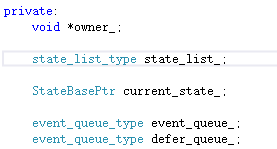 private:
void *owner_;
state_list_type state_list_;
StateBasePtr current_state_;
event_queue_type event_queue_;
event_queue_type defer_queue_;